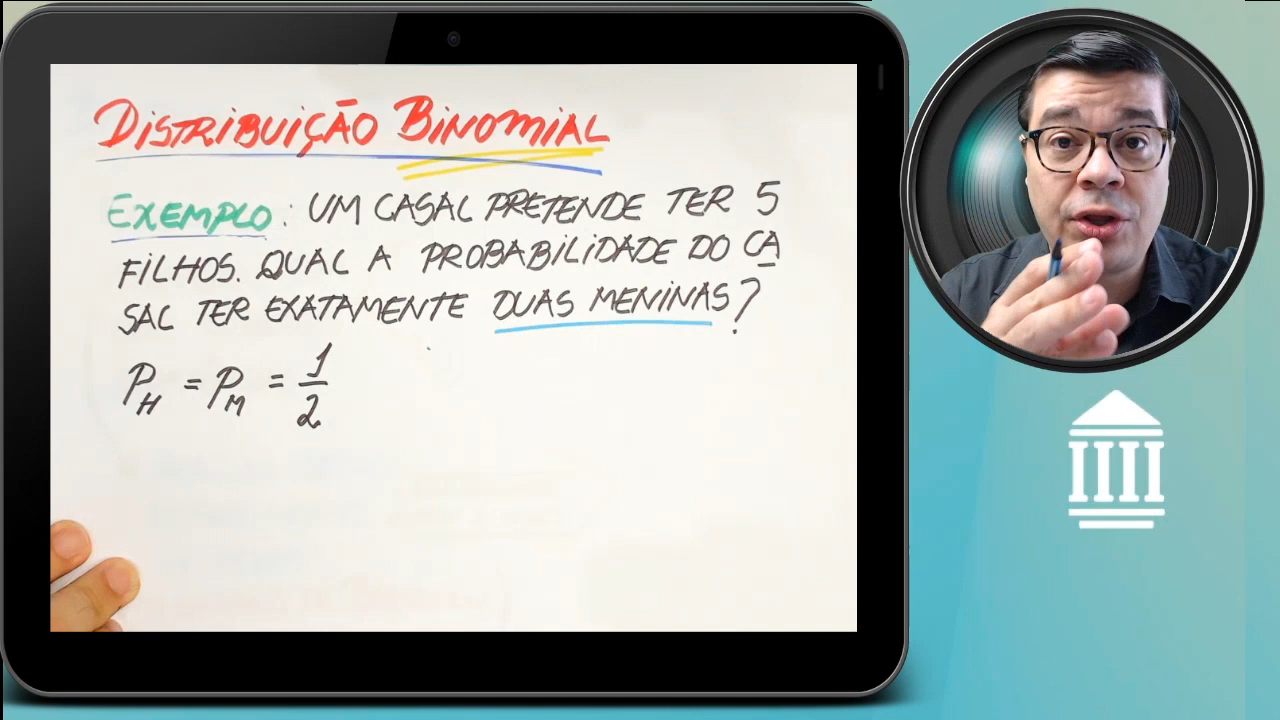 DISTRIBUIÇÃO BINOMIAL
EXEMPLO: UM CASAL PRETENDE TER 5
FILHOS. QUAL A PROBABILIDADE DO CA
SAL TER EXATAMENTE DUAS MENINAS?
P_H = P_M = 1/2